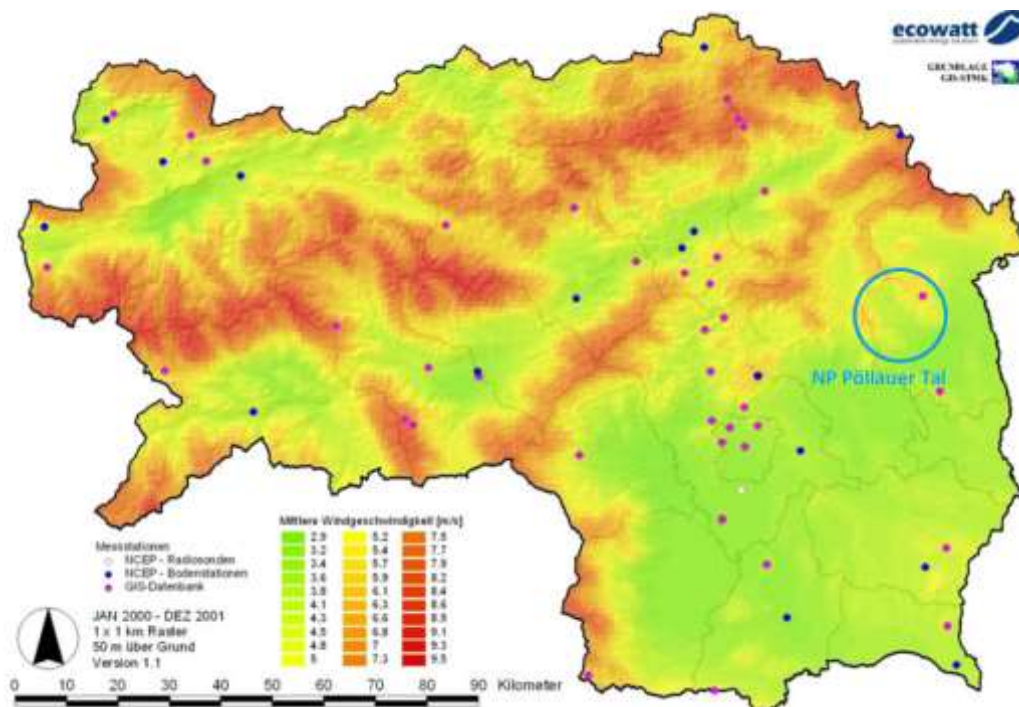 ecowatt
GRUNDLAGE
GIS-STMK
NP Pöllauer Tal
Mittlere Windgeschwindigkeit [m/s]
2.9 5.2 7.5
3.2 5.4 7.7
3.4 5.7 7.9
3.6 5.9 8.2
3.8 6.1 8.4
4.1 6.3 8.6
4.3 6.6 8.9
4.5 6.8 9.1
4.8 7 9.3
5 7.3 9.5
Messstationen
NCEP - Radiosonden
NCEP - Bodenstationen
GIS-Datenbank
JAN 2000 - DEZ 2001
1 x 1 km Raster
50 m über Grund
Version 1.1
0 10 20 30 40 50 60 70 80 90 Kilometer